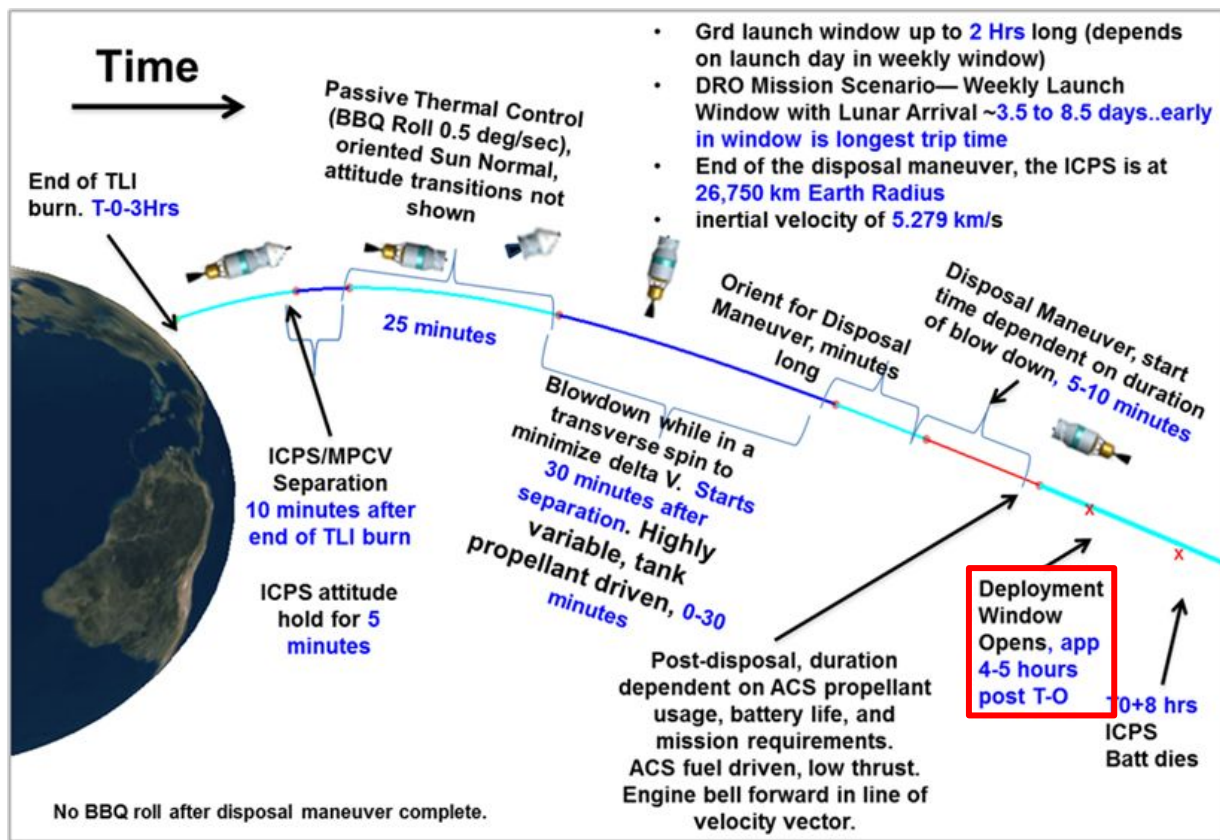 Time
• Grd launch window up to 2 Hrs long (depends
on launch day in weekly window)
• DRO Mission Scenario— Weekly Launch
Window with Lunar Arrival ~3.5 to 8.5 days..early
in window is longest trip time
• End of the disposal maneuver, the ICPS is at
26,750 km Earth Radius
• inertial velocity of 5.279 km/s
End of TLI
burn. T-0-3Hrs
Passive Thermal Control
(BBQ Roll 0.5 deg/sec),
oriented Sun Normal,
attitude transitions not
shown
25 minutes
ICPS/MPCV
Separation
10 minutes after
end of TLI burn
ICPS attitude
hold for 5
minutes
Blowdown while in a
transverse spin to
minimize delta V. Starts
30 minutes after
separation. Highly
variable, tank
propellant driven, 0-30
minutes
Orient for Disposal
Maneuver, minutes
long
Disposal Maneuver, start
time dependent on duration
of blow down, 5-10 minutes
x
x
Post-disposal, duration
dependent on ACS propellant
usage, battery life, and
mission requirements.
ACS fuel driven, low thrust.
Engine bell forward in line of
velocity vector.
Deployment
Window
Opens, app
4-5 hours
post T-O
T0+8 hrs
ICPS
Batt dies
No BBQ roll after disposal maneuver complete.